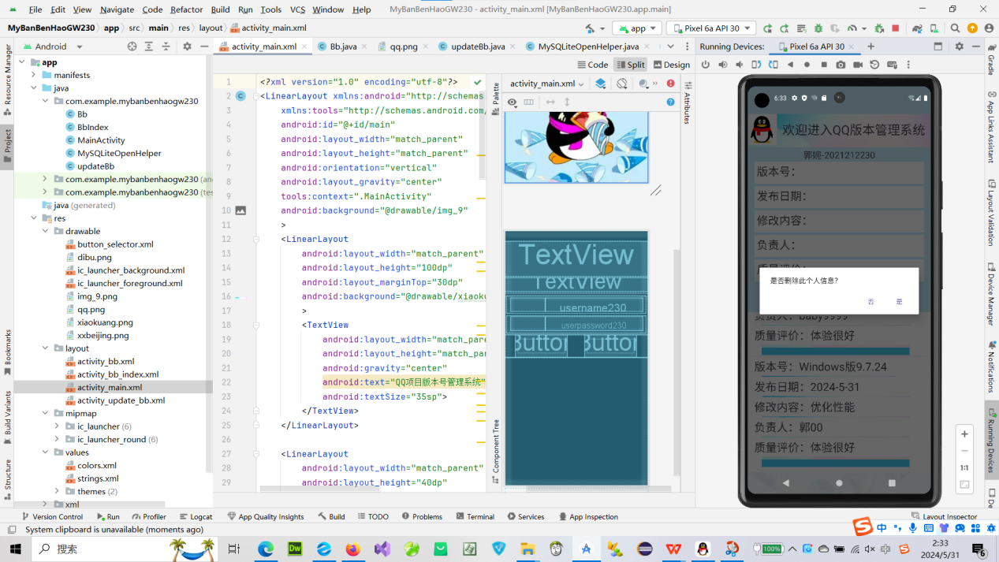 File Edit View Navigate Code Refactor Build Run Tools VCS Window Help MyBanBenHaoGW230 - activity_main.xml [MyBanBenHaoGW230.app.main]
MyBanBenHaoGW230 app src main res layout activity_main.xml app Pixel 6a API 30
Android
activity_main.xml Bb.java qq.png updateBb.java MySQLiteOpenHelper.java
Running Devices: Pixel 6a API 30
Code Split Design
Resource Manager
Project
Bookmarks
Build Variants
Structure
app
manifests
java
com.example.mybanbenhaogw230
Bb
BbIndex
MainActivity
MySQLiteOpenHelper
updateBb
com.example.mybanbenhaogw230 (an
com.example.mybanbenhaogw230 (tes
java (generated)
res
drawable
button_selector.xml
dibu.png
ic_launcher_background.xml
ic_launcher_foreground.xml
img_9.png
qq.png
xiaokuang.png
xxbeijing.png
layout
activity_bb.xml
activity_bb_index.xml
activity_main.xml
activity_update_bb.xml
mipmap
ic_launcher (6)
ic_launcher_round (6)
values
colors.xml
strings.xml
themes (2)
xml
1 <?xml version="1.0" encoding="utf-8"?>
2 <LinearLayout xmlns:android="http://schemas
3 xmlns:tools="http://schemas.android.com/
4 android:id="@+id/main"
5 android:layout_width="match_parent"
6 android:layout_height="match_parent"
7 android:orientation="vertical"
8 android:layout_gravity="center"
9 tools:context=".MainActivity"
10 android:background="@drawable/img_9"
11 >
12 <LinearLayout
13 android:layout_width="match_parent"
14 android:layout_height="100dp"
15 android:layout_marginTop="30dp"
16 android:background="@drawable/xiaoku
17 >
18 <TextView
19 android:layout_width="match_pare
20 android:layout_height="match_pa
21 android:gravity="center"
22 android:text="QQ项目版本号管理系统"
23 android:textSize="35sp">
24 </TextView>
25 </LinearLayout>
26
27 <LinearLayout
28 android:layout_width="match_parent"
29 android:layout_height="40dp"
Palette
Component Tree
activity_main.xml
Attributes
TextView
TextView
username230
userpassword230
Button Button
6:33
欢迎进入QQ版本管理系统
郭婉-2021212230
版本号：
发布日期：
修改内容：
负责人：
质量评价：
是否删除此个人信息?
否 是
负责人：baby9999
质量评价：体验很好
版本号：Windows版9.7.24
发布日期：2024-5-31
修改内容：优化性能
负责人：郭00
质量评价：体验很好
1:1
Gradle
App Links Assistant
Layout Validation
Device Manager
Notifications
Running Devices
De
Version Control Run Profiler Logcat App Quality Insights Build TODO Problems Terminal Services App Inspection Layout Inspector
System clipboard is unavailable (moments ago)
中
搜索
Dw
100%
2:33
2024/5/31
6